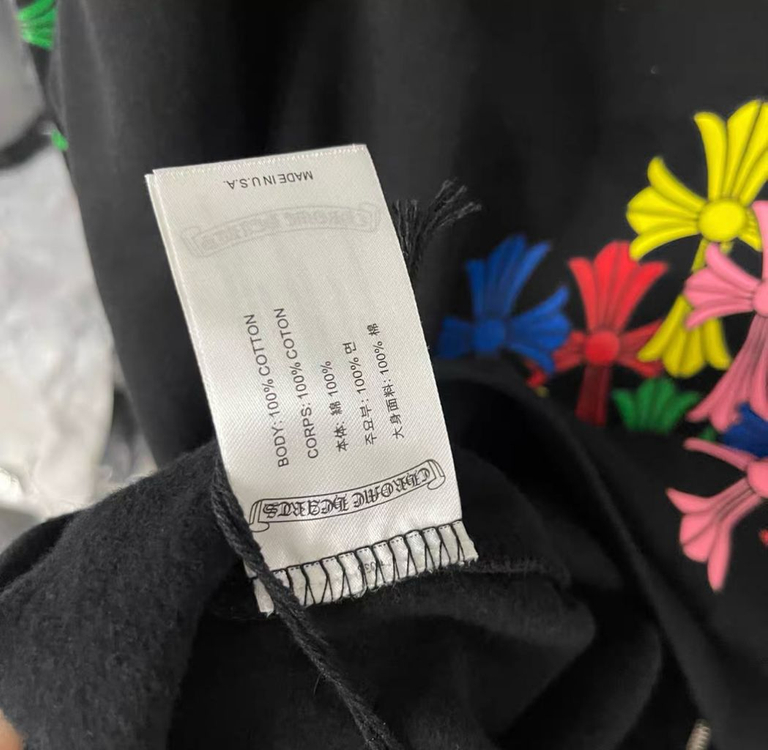 MADE IN U.S.A.
BODY: 100% COTTON
CORPS: 100% COTON
本体: 綿 100%
주요부: 100% 면
大身面料: 100% 棉
CHROME HEARTS